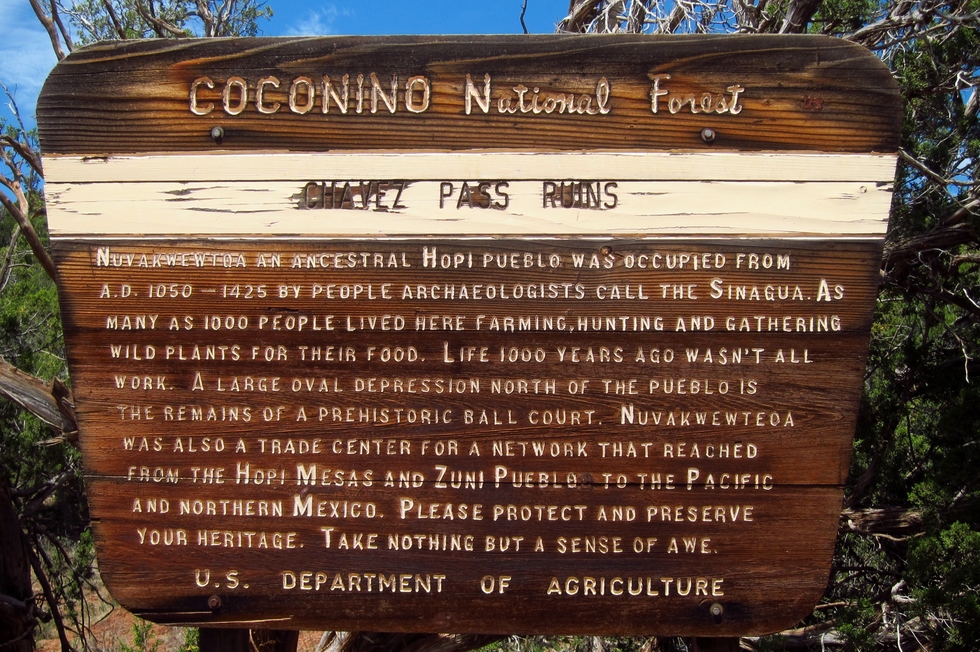 COCONINO National Forest
CHAVEZ PASS RUINS
NUVAKWEWTOA AN ANCESTRAL HOPI PUEBLO WAS OCCUPIED FROM
A.D. 1050 – 1425 BY PEOPLE ARCHAEOLOGISTS CALL THE SINAGUA. AS
MANY AS 1000 PEOPLE LIVED HERE FARMING, HUNTING AND GATHERING
WILD PLANTS FOR THEIR FOOD. LIFE 1000 YEARS AGO WASN'T ALL
WORK. A LARGE OVAL DEPRESSION NORTH OF THE PUEBLO IS
THE REMAINS OF A PREHISTORIC BALL COURT. NUVAKWEWTEOA
WAS ALSO A TRADE CENTER FOR A NETWORK THAT REACHED
FROM THE HOPI MESAS AND ZUNI PUEBLO TO THE PACIFIC
AND NORTHERN MEXICO. PLEASE PROTECT AND PRESERVE
YOUR HERITAGE. TAKE NOTHING BUT A SENSE OF AWE.
U.S. DEPARTMENT OF AGRICULTURE